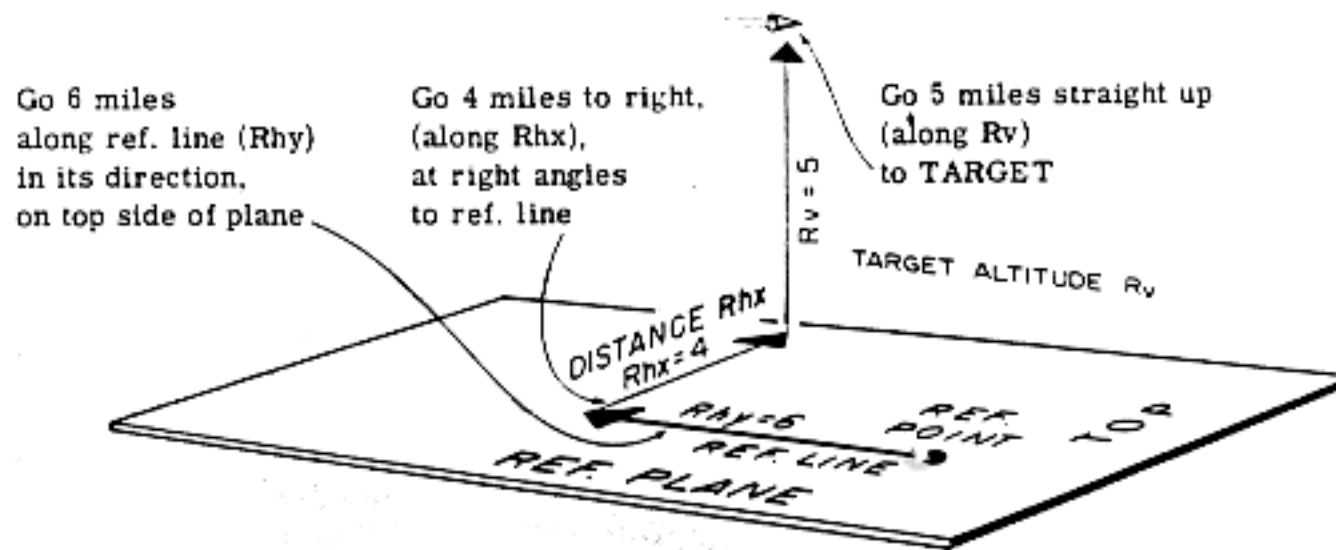 Go 6 miles
along ref. line (Rhy)
in its direction,
on top side of plane
Go 4 miles to right,
(along Rhx),
at right angles
to ref. line
Go 5 miles straight up
(along Rv)
to TARGET
Rv = 5
TARGET ALTITUDE Rv
DISTANCE Rhx
Rhx = 4
Rhy = 6
REF. LINE
REF.
POINT
TOP
REF. PLANE